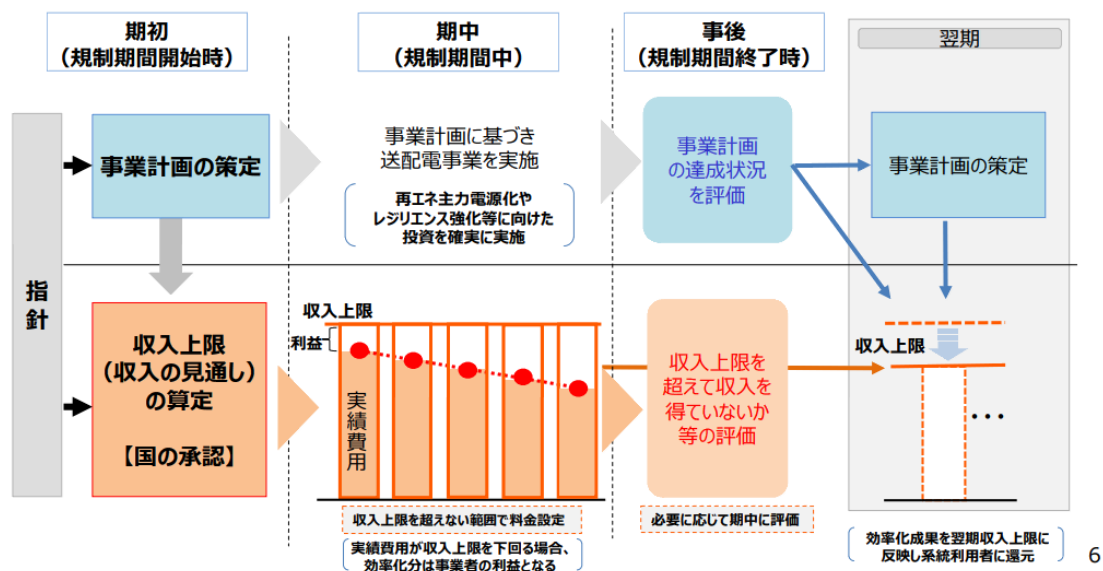 期初
（規制期間開始時）
期中
（規制期間中）
事後
（規制期間終了時）
翌期
指針
事業計画の策定
事業計画に基づき
送配電事業を実施
再エネ主力電源化や
レジリエンス強化等に向けた
投資を確実に実施
事業計画
の達成状況
を評価
事業計画の策定
収入上限
（収入の見通し）
の算定
【国の承認】
収入上限
利益
実績費用
収入上限を超えない範囲で料金設定
実績費用が収入上限を下回る場合、
効率化分は事業者の利益となる
収入上限を
超えて収入を
得ていないか
等の評価
必要に応じて期中に評価
収入上限
・・・
効率化成果を翌期収入上限に
反映し系統利用者に還元
6